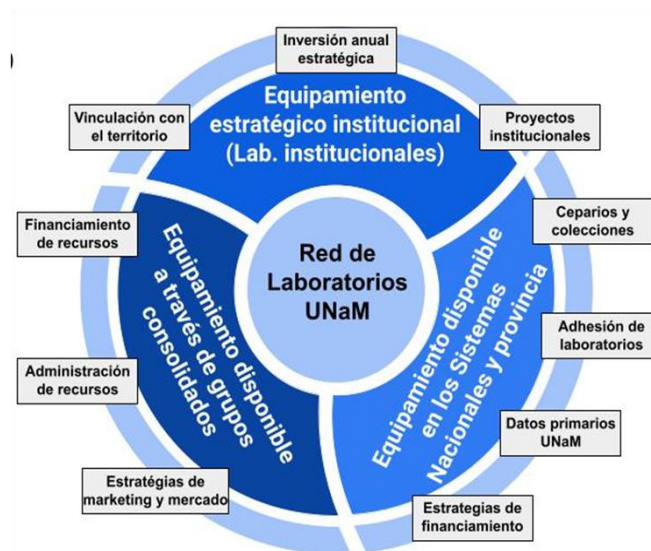 Inversión anual
estratégica
Equipamiento
estratégico institucional
(Lab. institucionales)
Vinculación con
el territorio
Proyectos
institucionales
Financiamiento
de recursos
Ceparios y
colecciones
Red de
Laboratorios
UNaM
Equipamiento disponible
a través de grupos
consolidados
Equipamiento disponible
en los Sistemas
Nacionales y provincia
Adhesión de
laboratorios
Administración
de recursos
Datos primarios
UNaM
Estratégias de
marketing y mercado
Estrategias de
financiamiento